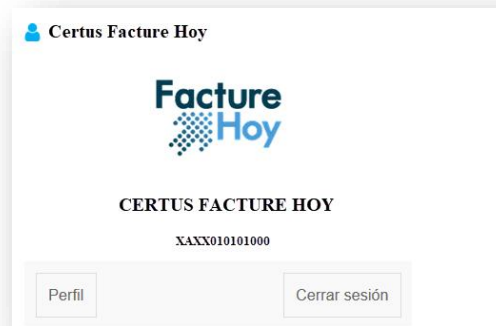 Certus Facture Hoy
Facture
Hoy
CERTUS FACTURE HOY
XAXX010101000
Perfil
Cerrar sesión